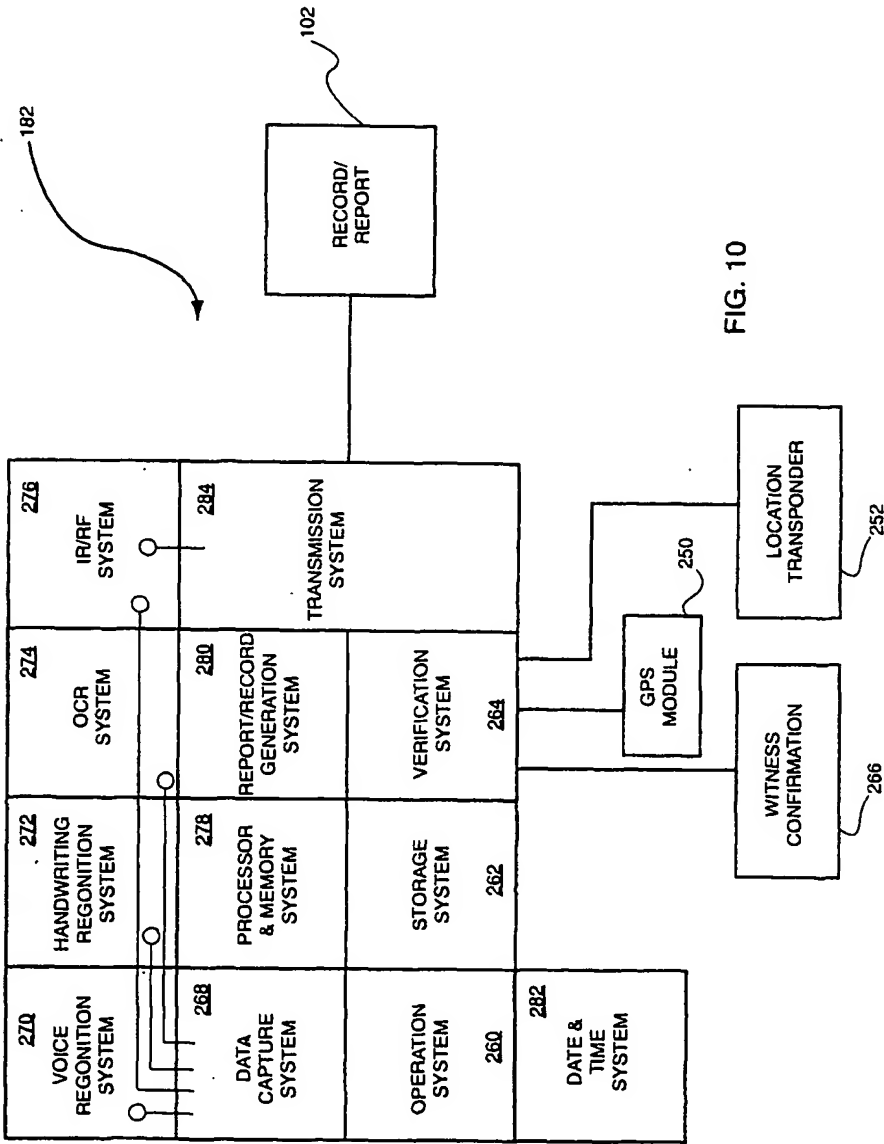 182
270
VOICE
REGONITION
SYSTEM
272
HANDWRITING
REGONITION
SYSTEM
274
OCR
SYSTEM
276
IR/RF
SYSTEM
268
DATA
CAPTURE
SYSTEM
278
PROCESSOR
& MEMORY
SYSTEM
280
REPORT/RECORD
GENERATION
SYSTEM
284
TRANSMISSION
SYSTEM
RECORD/
REPORT
102
OPERATION
SYSTEM
260
STORAGE
SYSTEM
262
VERIFICATION
SYSTEM
264
282
DATE &
TIME
SYSTEM
GPS
MODULE
250
WITNESS
CONFIRMATION
266
LOCATION
TRANSPONDER
252
FIG. 10